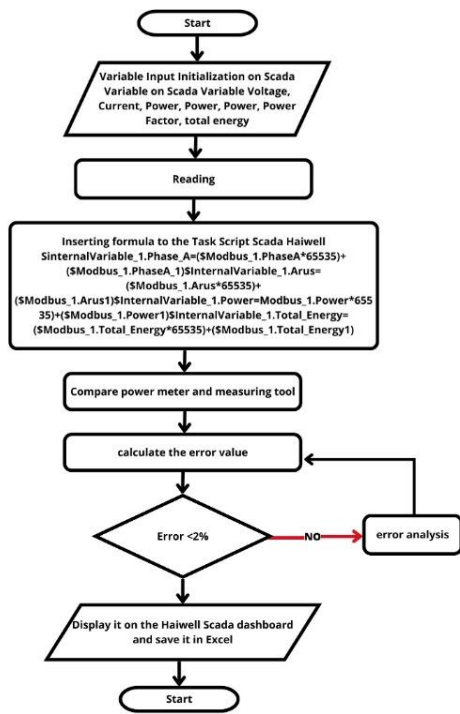 Start
Variable Input Initialization on Scada
Variable on Scada Variable Voltage,
Current, Power, Power, Power, Power
Factor, total energy
Reading
Inserting formula to the Task Script Scada Haiwell
SinternalVariable_1.Phase_A=($Modbus_1.PhaseA*65535)+
($Modbus_1.PhaseA_1)$InternalVariable_1.Arus=
($Modbus_1.Arus*65535)+
($Modbus_1.Arus1)$InternalVariable_1.Power=Modbus_1.Power*655
35)+($Modbus_1.Power1)$InternalVariable_1.Total_Energy=
($Modbus_1.Total_Energy*65535)+($Modbus_1.Total_Energy1)
Compare power meter and measuring tool
calculate the error value
Error <2%
NO
error analysis
Display it on the Haiwell Scada dashboard
and save it in Excel
Start